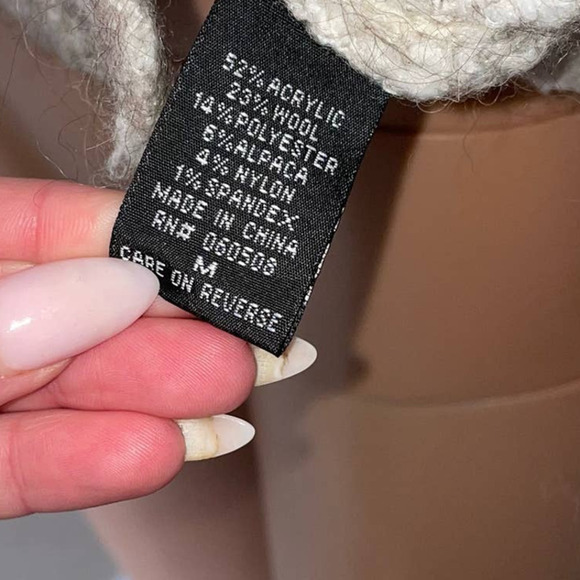 52% ACRYLIC
23% WOOL
14% POLYESTER
6% ALPACA
4% NYLON
1% SPANDEX
MADE IN CHINA
RN# 060508
M
CARE ON REVERSE